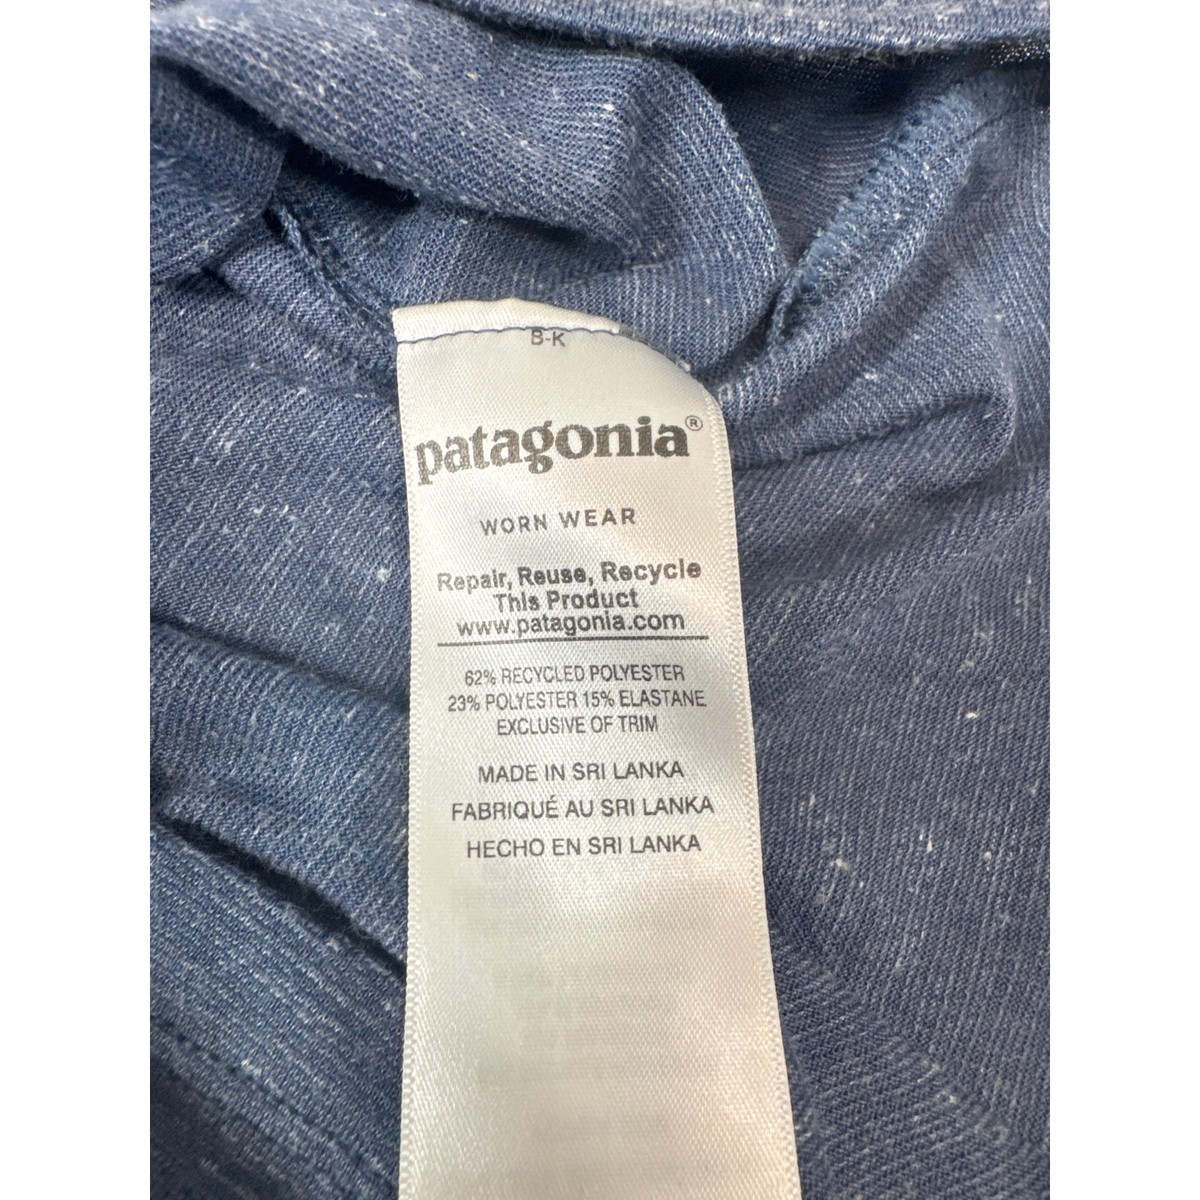 B-K
patagonia®
WORN WEAR
Repair, Reuse, Recycle
This Product
www.patagonia.com
62% RECYCLED POLYESTER
23% POLYESTER 15% ELASTANE
EXCLUSIVE OF TRIM
MADE IN SRI LANKA
FABRIQUÉ AU SRI LANKA
HECHO EN SRI LANKA